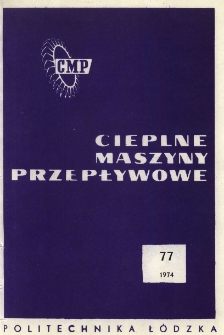 CMP
CIEPLNE
MASZYNY
PRZEPŁYWOWE
77
1974
POLITECHNIKA ŁÓDZKA